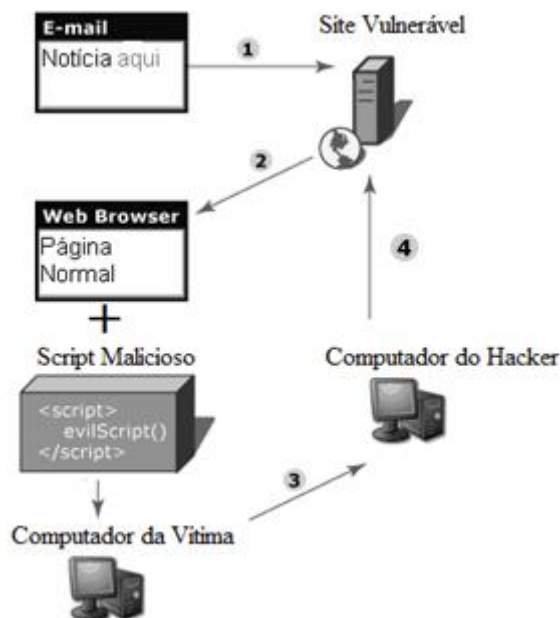 E-mail
Notícia aqui
1
Site Vulnerável
2
Web Browser
Página
Normal
+
4
Script Malicioso
<script>
evilScript()
</script>
Computador do Hacker
3
Computador da Vítima